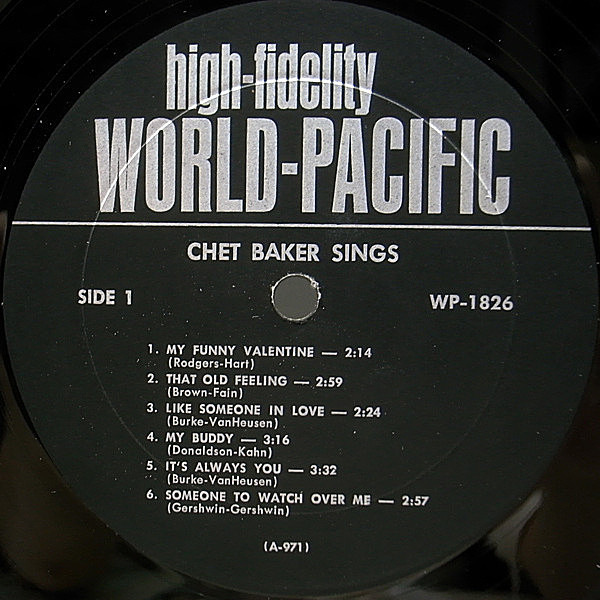 high-fidelity
WORLD-PACIFIC
CHET BAKER SINGS
SIDE 1
WP-1826
1. MY FUNNY VALENTINE — 2:14
(Rodgers-Hart)
2. THAT OLD FEELING — 2:59
(Brown-Fain)
3. LIKE SOMEONE IN LOVE — 2:24
(Burke-VanHeusen)
4. MY BUDDY — 3:16
(Donaldson-Kahn)
5. IT'S ALWAYS YOU — 3:32
(Burke-VanHeusen)
6. SOMEONE TO WATCH OVER ME — 2:57
(Gershwin-Gershwin)
(A-971)